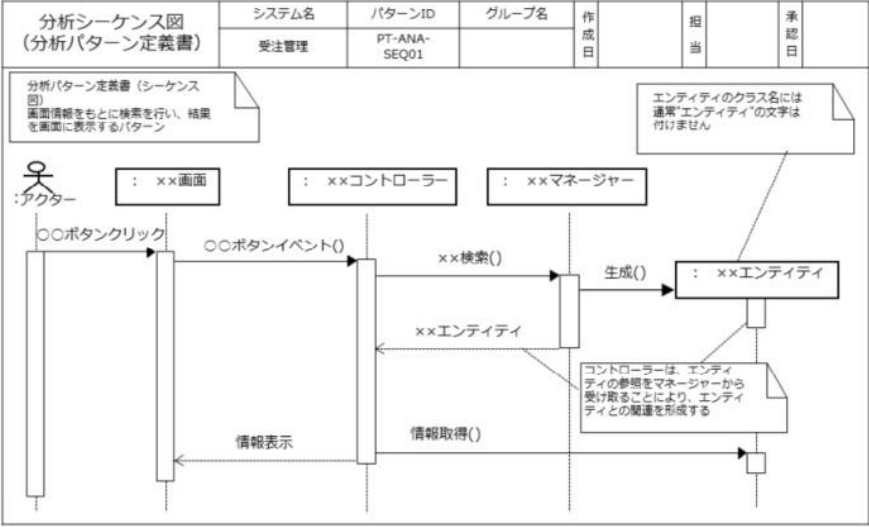 分析シーケンス図
(分析パターン定義書)
システム名
パターンID
グループ名
作成日
担当
承認日
受注管理
PT-ANA-
SEQ01
分析パターン定義書（シーケンス
図）
画面情報をもとに検索を行い、結果
を画面に表示するパターン
エンティティのクラス名には
通常"エンティティ"の文字は
付けません
:アクター
： ××画面
： ××コントローラー
： ××マネージャー
○○ボタンクリック
○○ボタンイベント()
××検索()
生成()
： ××エンティティ
××エンティティ
コントローラーは、エンティ
ティの参照をマネージャーから
受け取ることにより、エンティ
ティとの関連を形成する
情報表示
情報取得()